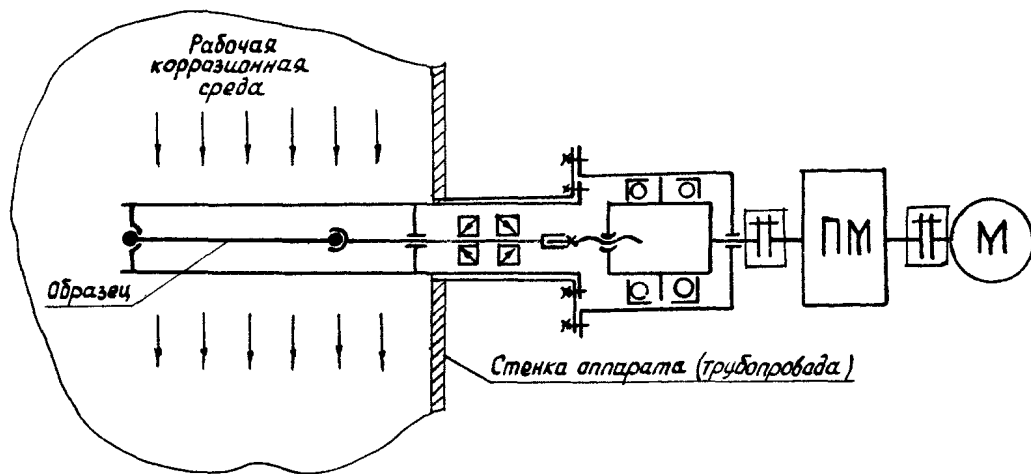 Рабочая
коррозионная
среда
Образец
Стенка аппарата (трубопровода)
ПМ
М